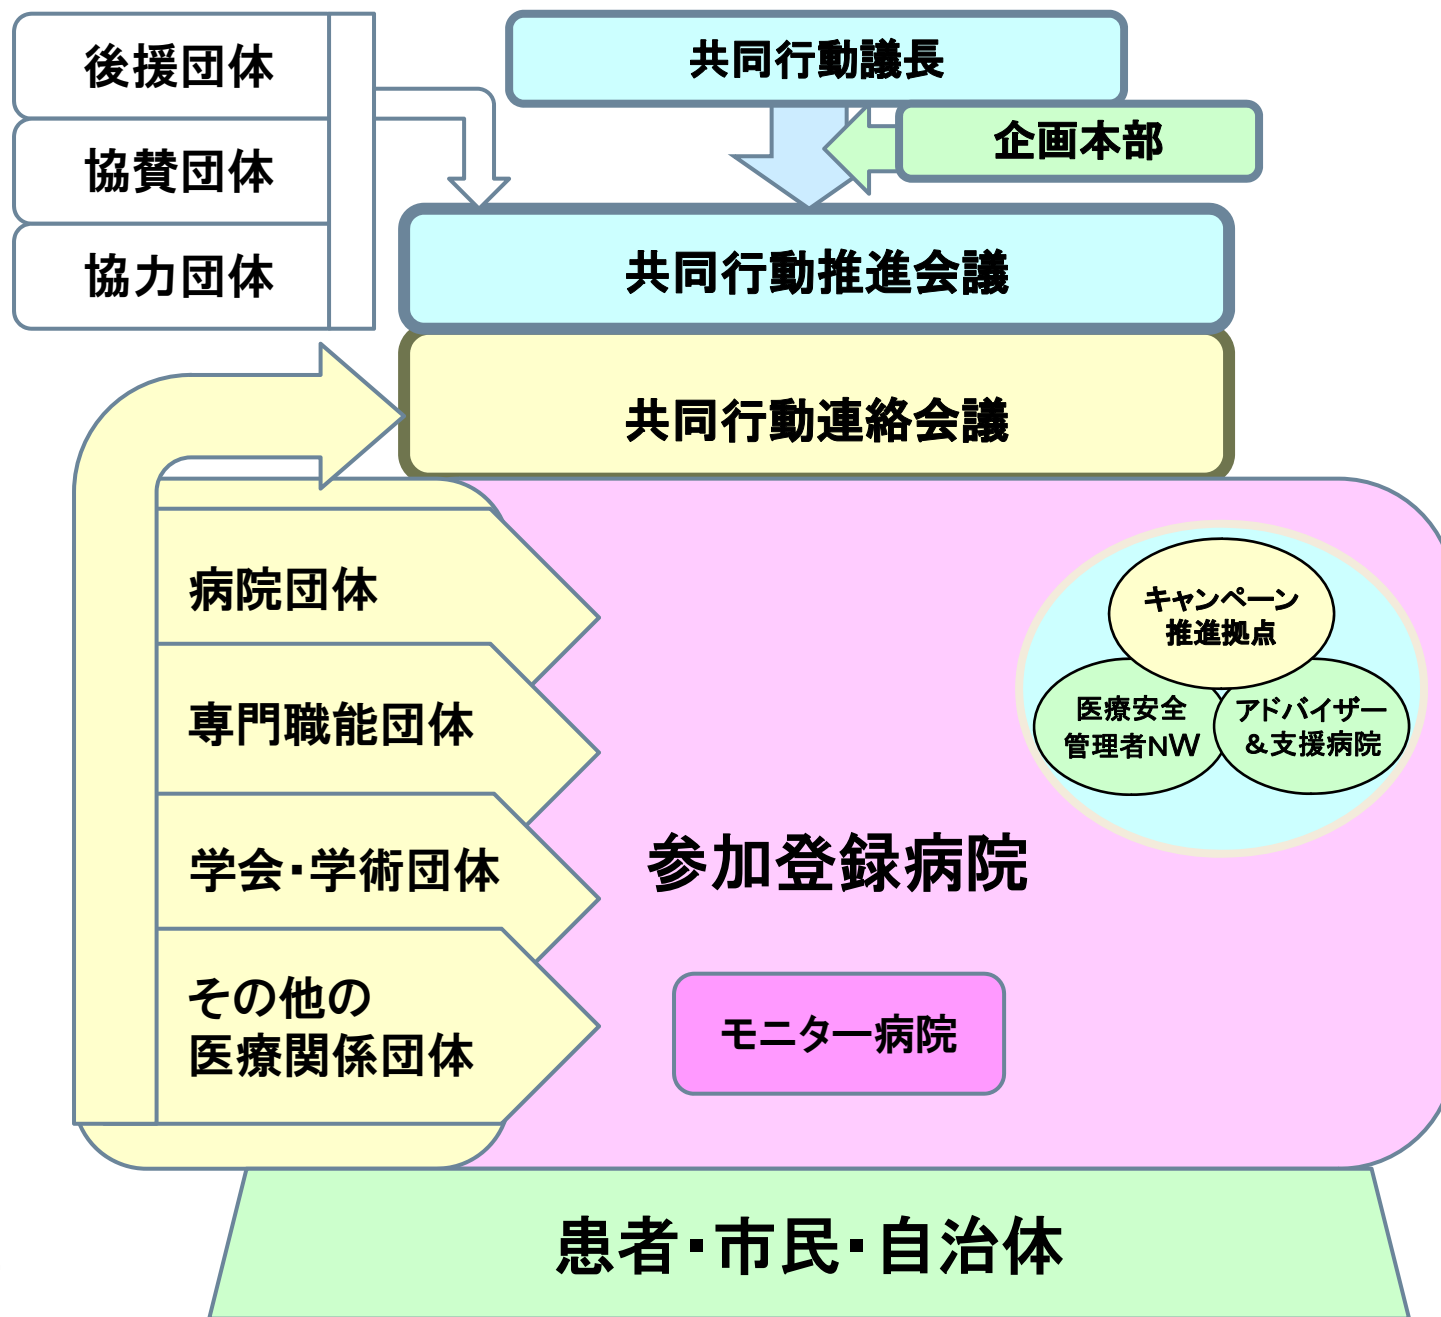 後援団体
協賛団体
協力団体
共同行動議長
企画本部
共同行動推進会議
共同行動連絡会議
病院団体
専門職能団体
学会・学術団体
その他の
医療関係団体
キャンペーン
推進拠点
医療安全
管理者NW
アドバイザー
&支援病院
参加登録病院
モニター病院
患者・市民・自治体